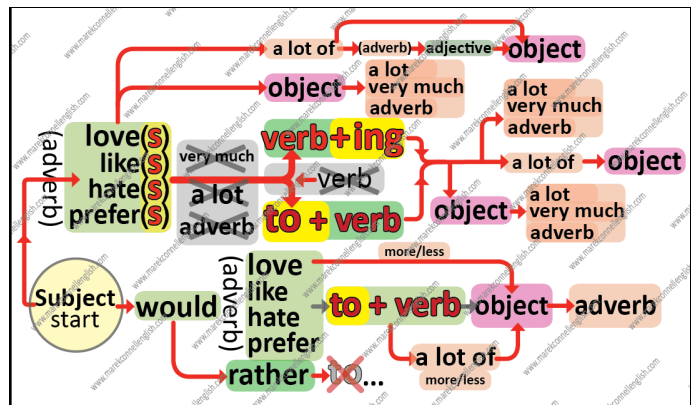 a lot of (adverb) adjective object
object
a lot
very much
adverb
(adverb)
love(s)
like(s)
hate(s)
prefer(s)
very much
a lot
adverb
verb+ing
verb
to + verb
a lot
very much
adverb
a lot of object
object
a lot
very much
adverb
Subject
start
would
(adverb)
love
like
hate
prefer
more/less
to + verb
object
adverb
a lot of
more/less
rather
to...
www.marekconnellenglish.com